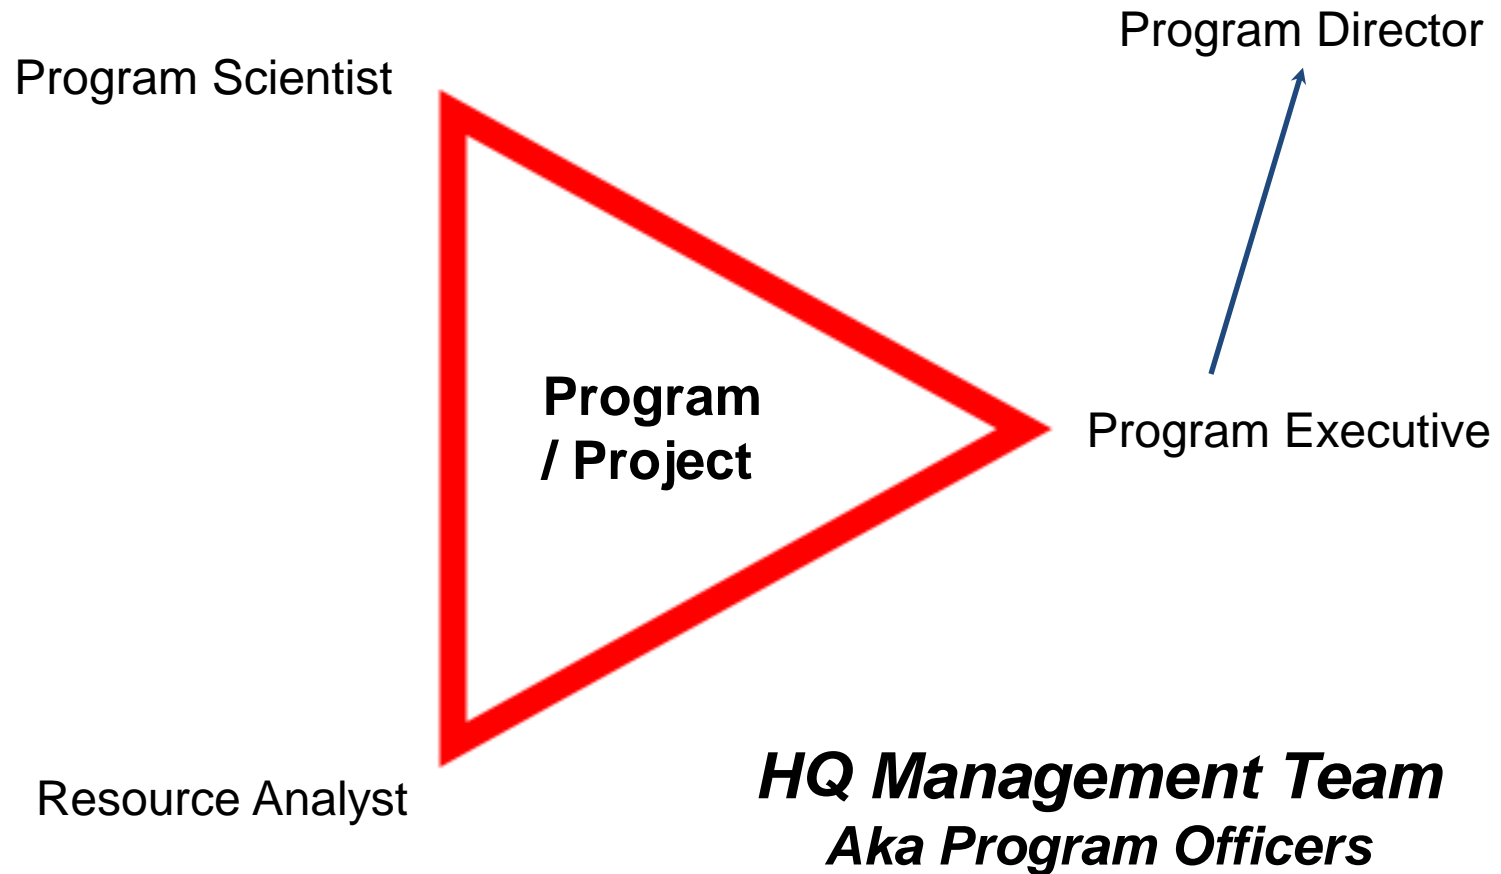 Program Director
Program Scientist
Program
/ Project
Program Executive
HQ Management Team
Resource Analyst
Aka Program Officers